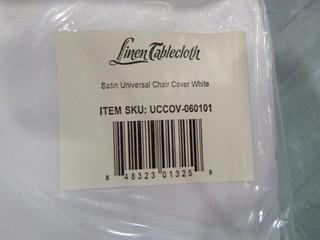 Linen Tablecloth
Satin Universal Chair Cover White
ITEM SKU: UCCOV-060101
8 48323 01325 9